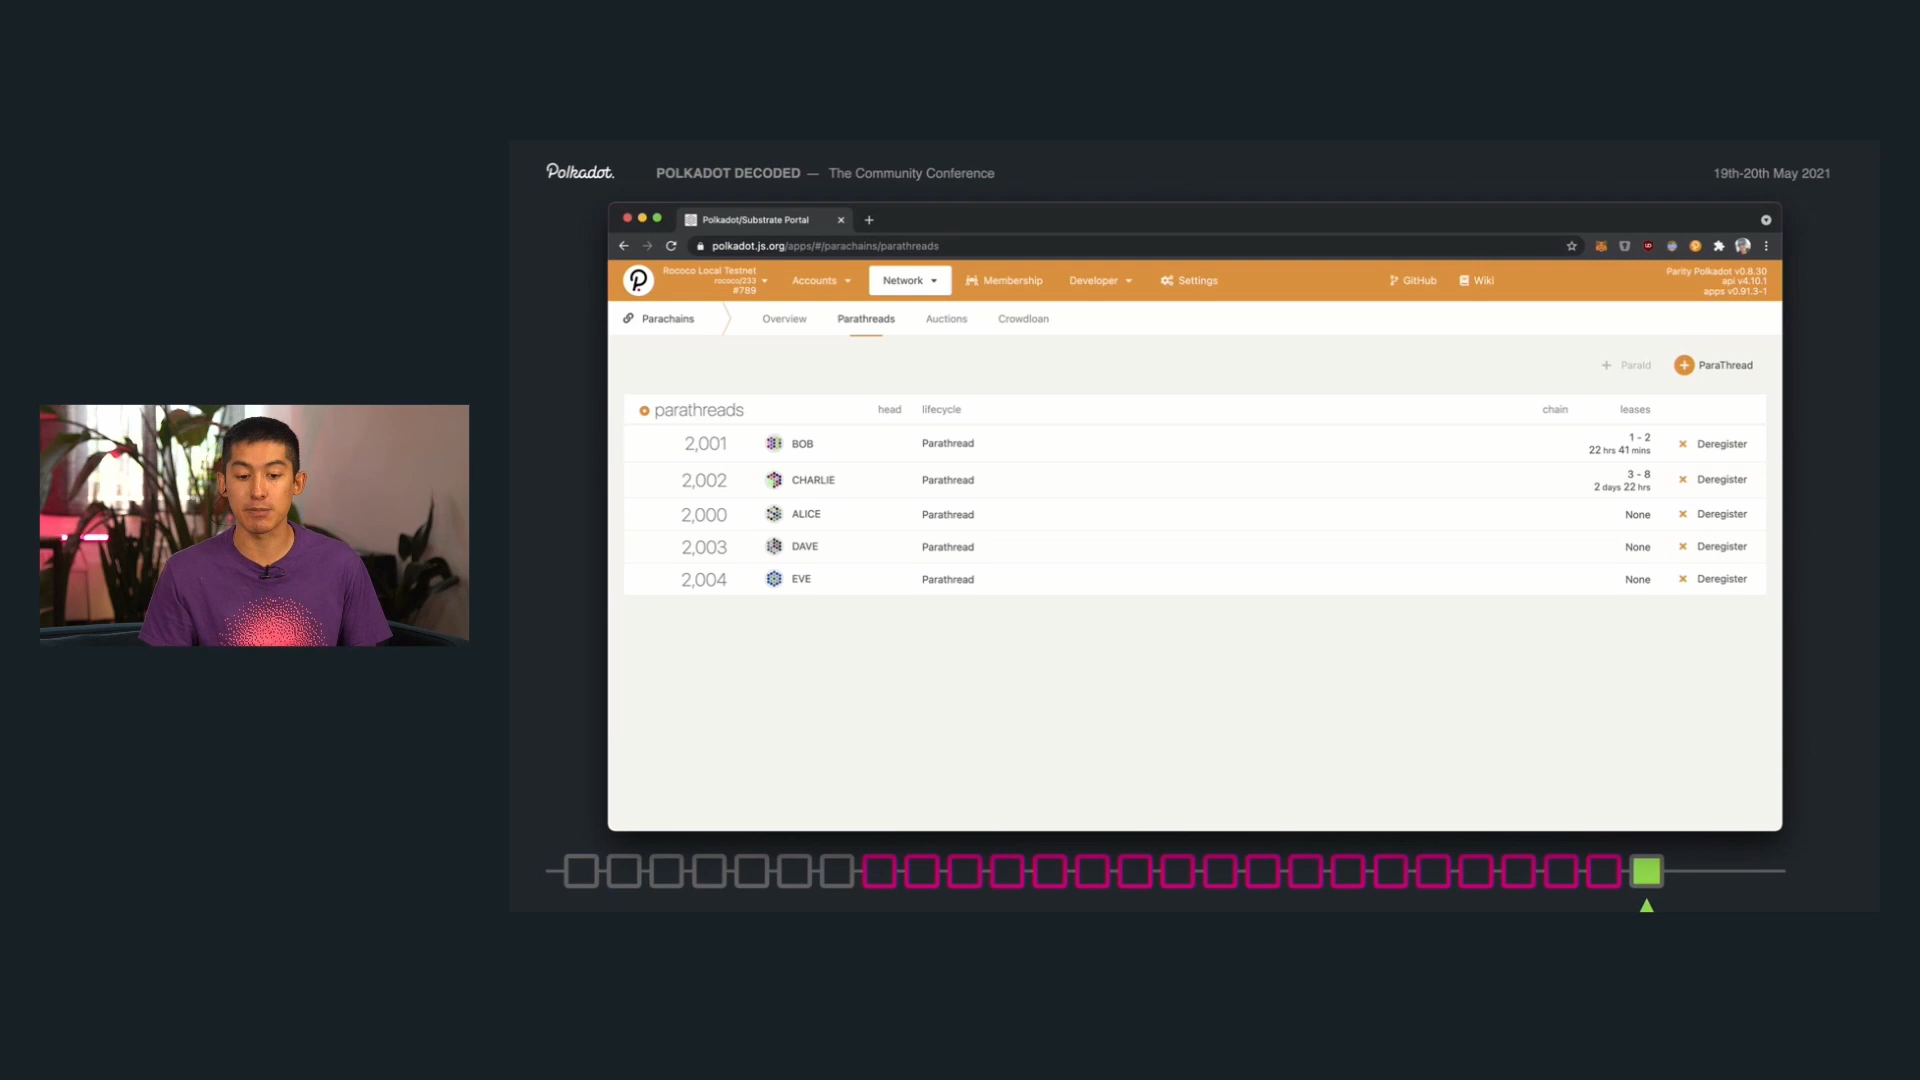 Polkadot. POLKADOT DECODED — The Community Conference 19th-20th May 2021
Polkadot/Substrate Portal
polkadot.js.org/apps/#/parachains/parathreads
Rococo Local Testnet
rococo/233
#789
Accounts Network Membership Developer Settings GitHub Wiki
Parity Polkadot v0.8.30
api v4.10.1
apps v0.91.3-1
Parachains Overview Parathreads Auctions Crowdloan
+ ParaId + ParaThread
parathreads head lifecycle chain leases
2,001 BOB Parathread 1 - 2
22 hrs 41 mins Deregister
2,002 CHARLIE Parathread 3 - 8
2 days 22 hrs Deregister
2,000 ALICE Parathread None Deregister
2,003 DAVE Parathread None Deregister
2,004 EVE Parathread None Deregister